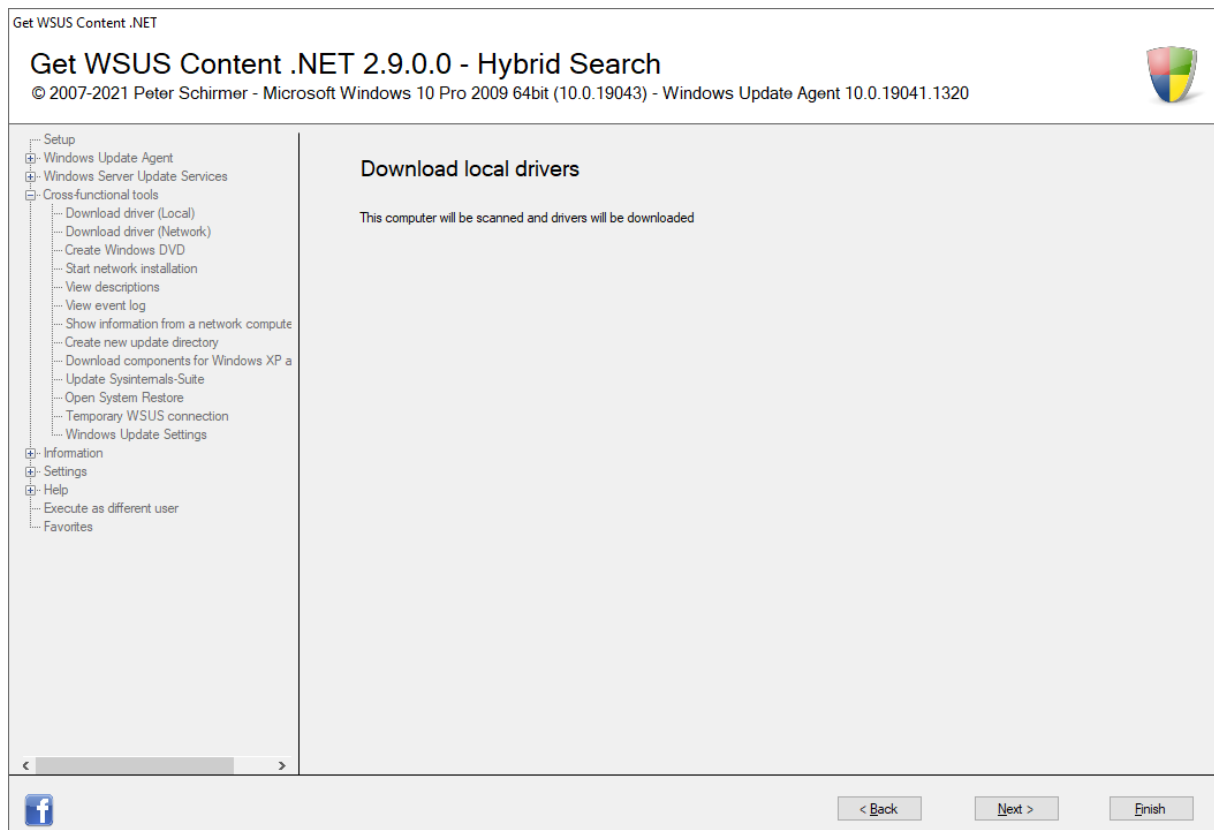 Get WSUS Content .NET
Get WSUS Content .NET 2.9.0.0 - Hybrid Search
© 2007-2021 Peter Schirmer - Microsoft Windows 10 Pro 2009 64bit (10.0.19043) - Windows Update Agent 10.0.19041.1320
Setup
Windows Update Agent
Windows Server Update Services
Cross-functional tools
Download driver (Local)
Download driver (Network)
Create Windows DVD
Start network installation
View descriptions
View event log
Show information from a network compute
Create new update directory
Download components for Windows XP a
Update Sysinternals-Suite
Open System Restore
Temporary WSUS connection
Windows Update Settings
Information
Settings
Help
Execute as different user
Favorites
Download local drivers
This computer will be scanned and drivers will be downloaded
f
< Back
Next >
Finish